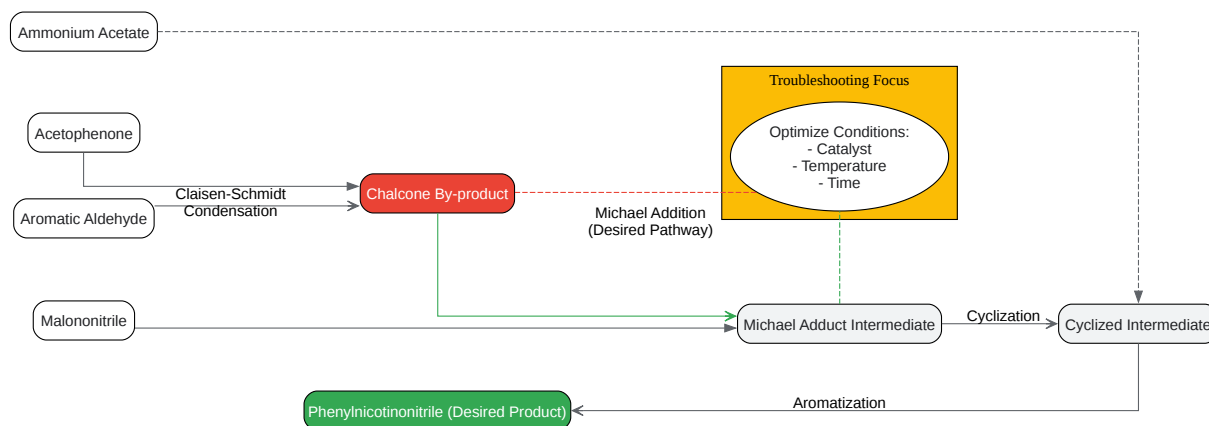 Ammonium Acetate
Troubleshooting Focus
Acetophenone
Optimize Conditions:
- Catalyst
- Temperature
- Time
Claisen-Schmidt
Condensation
Chalcone By-product
Aromatic Aldehyde
Michael Addition
(Desired Pathway)
Malononitrile
Michael Adduct Intermediate
Cyclization
Cyclized Intermediate
Phenylnicotinonitrile (Desired Product)
Aromatization